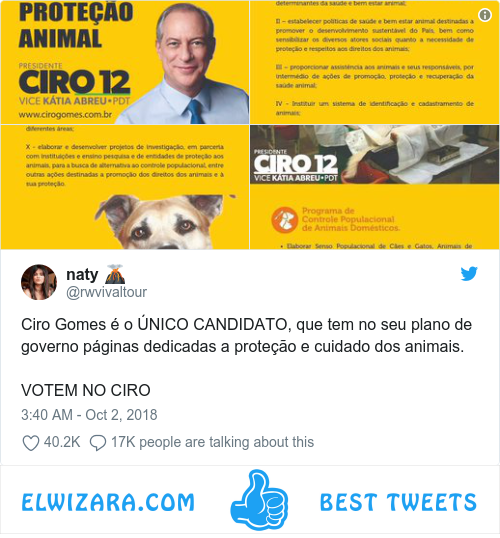 PROTEÇÃO
ANIMAL
PRESIDENTE
CIRO 12
VICE KÁTIA ABREU•PDT
www.cirogomes.com.br
determinantes da saúde e bem estar animal;
II – estabelecer políticas de saúde e bem estar animal destinadas a
promover o desenvolvimento sustentável do País, bem como
sensibilizar os diversos atores sociais quanto a necessidade de
proteção e respeitos aos direitos dos animais;
III – proporcionar assistência aos animais e seus responsáveis, por
intermédio de ações de promoção, proteção e recuperação da
saúde animal;
IV – Instituir um sistema de identificação e cadastramento de
animais;
diferentes áreas;
X – elaborar e desenvolver projetos de investigação, em parceria
com instituições e ensino pesquisa e de entidades de proteção aos
animais, para a busca de alternativa ao controle populacional, entre
outras ações destinadas a promoção dos direitos dos animais e à
sua proteção.
PRESIDENTE
CIRO 12
VICE KÁTIA ABREU•PDT
Programa de
Controle Populacional
de Animais Domésticos.
• Elaborar Senso Populacional de Cães e Gatos, Animais de
naty 🌋
@rwvivaltour
Ciro Gomes é o ÚNICO CANDIDATO, que tem no seu plano de
governo páginas dedicadas a proteção e cuidado dos animais.
VOTEM NO CIRO
3:40 AM - Oct 2, 2018
40.2K 17K people are talking about this
ELWIZARA.COM BEST TWEETS